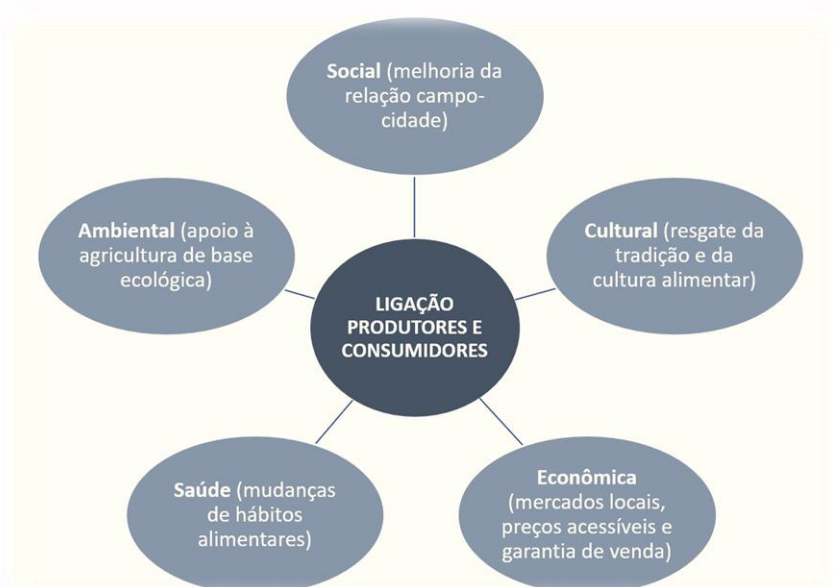 Social (melhoria da
relação campo-
cidade)
Ambiental (apoio à
agricultura de base
ecológica)
Cultural (resgate da
tradição e da
cultura alimentar)
LIGAÇÃO
PRODUTORES E
CONSUMIDORES
Saúde (mudanças
de hábitos
alimentares)
Econômica
(mercados locais,
preços acessíveis e
garantia de venda)